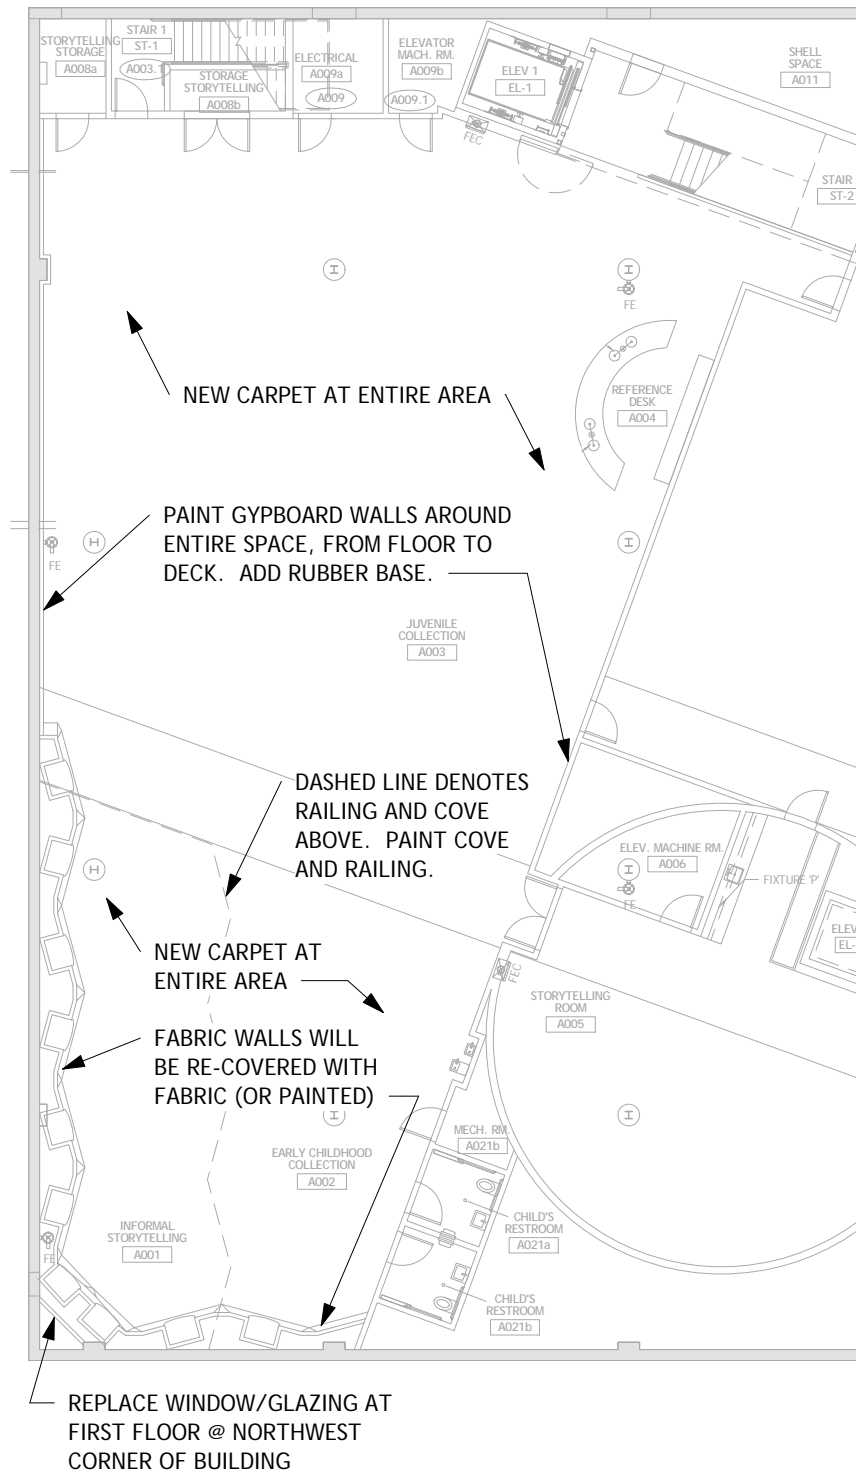 STORYTELLING
STORAGE
A008a
STAIR 1
ST-1
A003.1
STORAGE
STORYTELLING
A008b
ELECTRICAL
A009a
A009
ELEVATOR
MACH. RM.
A009b
A009.1
ELEV 1
EL-1
SHELL
SPACE
A011
FEC
STAIR
ST-2
H
H
FE
NEW CARPET AT ENTIRE AREA
REFERENCE
DESK
A004
PAINT GYPBOARD WALLS AROUND
ENTIRE SPACE, FROM FLOOR TO
DECK. ADD RUBBER BASE.
H
H
FE
JUVENILE
COLLECTION
A003
DASHED LINE DENOTES
RAILING AND COVE
ABOVE. PAINT COVE
AND RAILING.
ELEV. MACHINE RM.
A006
H
H
FIXTURE 'P'
FE
ELEV
EL-
NEW CARPET AT
ENTIRE AREA
FEC
STORYTELLING
ROOM
A005
FABRIC WALLS WILL
BE RE-COVERED WITH
FABRIC (OR PAINTED)
H
H
MECH. RM.
A021b
EARLY CHILDHOOD
COLLECTION
A002
INFORMAL
STORYTELLING
A001
FE
CHILD'S
RESTROOM
A021a
CHILD'S
RESTROOM
A021b
REPLACE WINDOW/GLAZING AT
FIRST FLOOR @ NORTHWEST
CORNER OF BUILDING